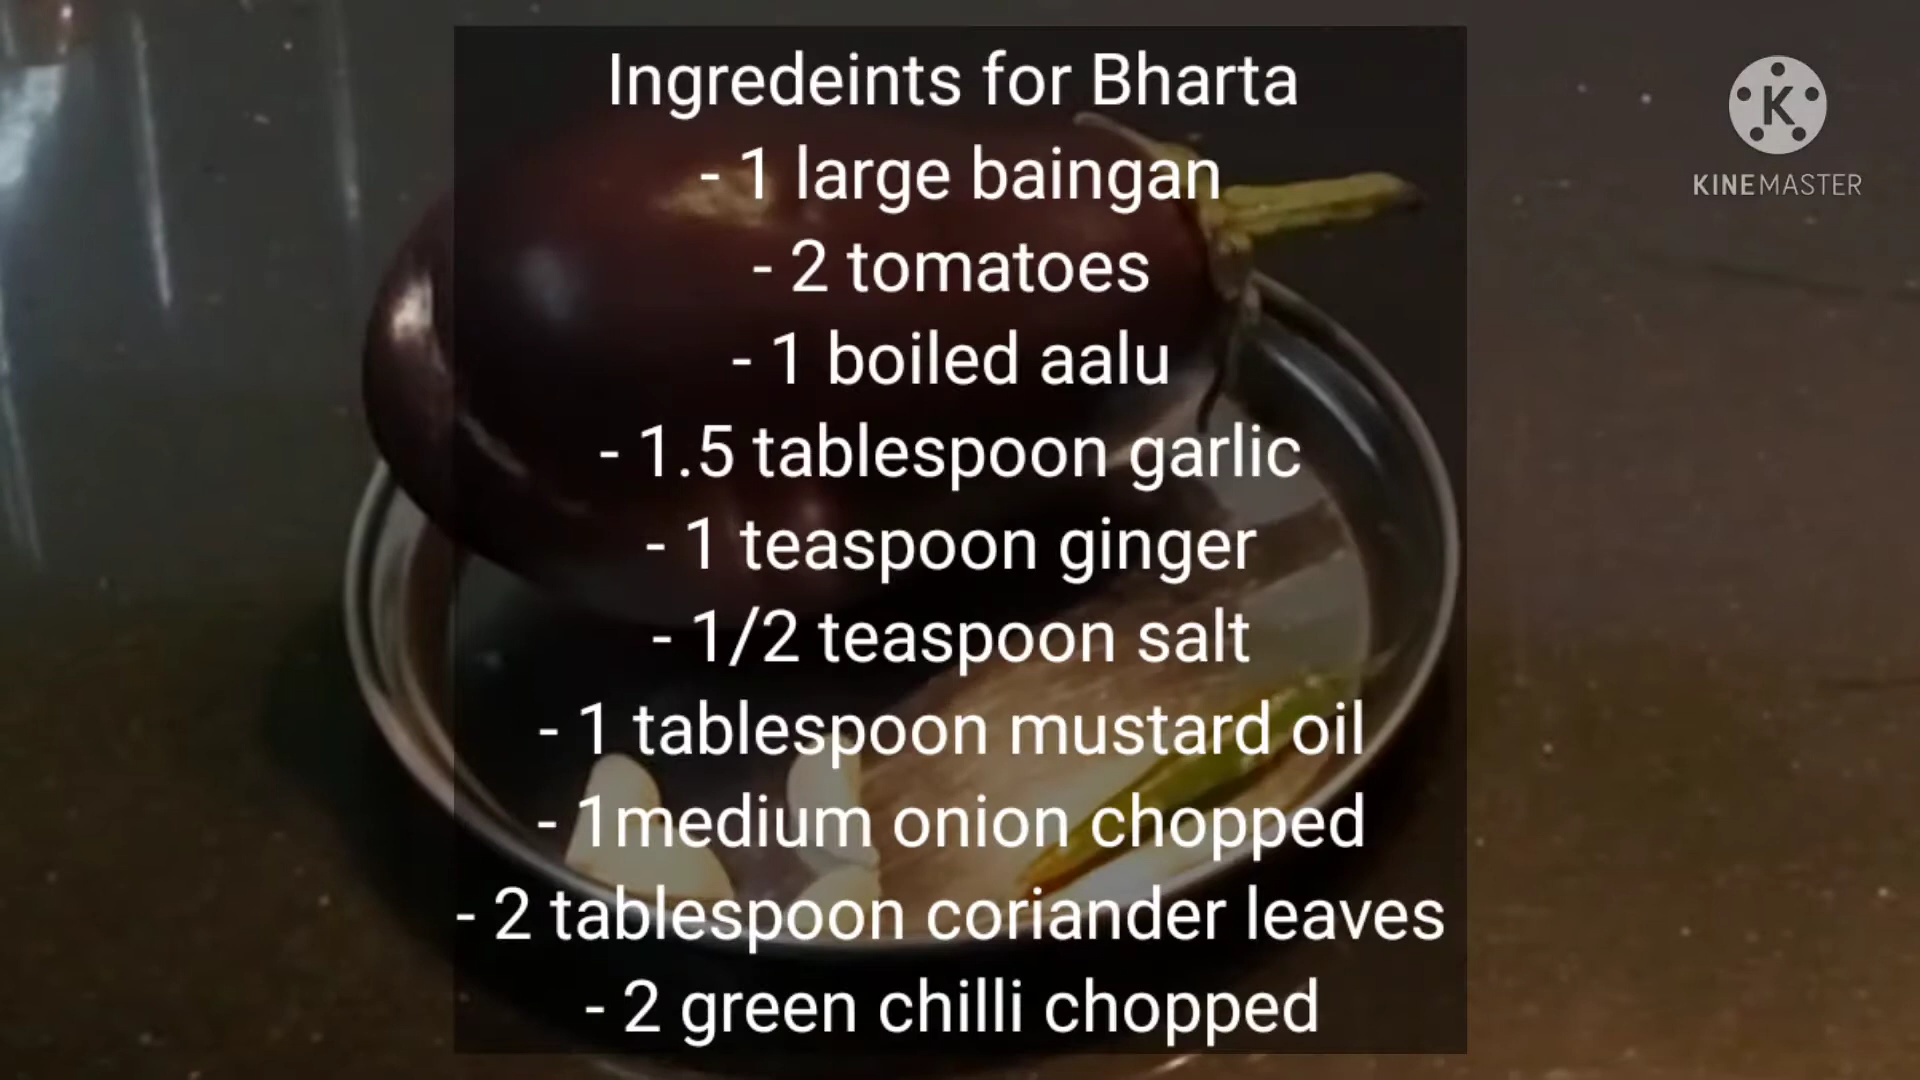 Ingredeints for Bharta
- 1 large baingan
- 2 tomatoes
- 1 boiled aalu
- 1.5 tablespoon garlic
- 1 teaspoon ginger
- 1/2 teaspoon salt
- 1 tablespoon mustard oil
- 1medium onion chopped
- 2 tablespoon coriander leaves
- 2 green chilli chopped
K
KINEMASTER